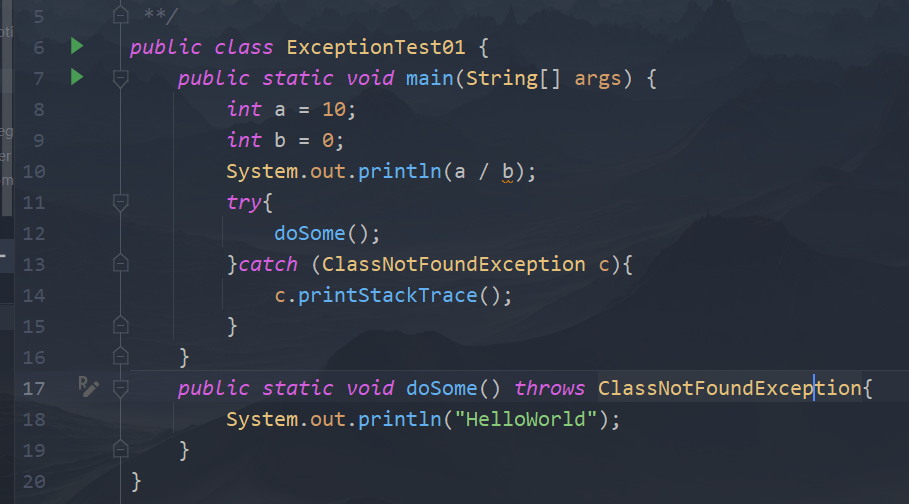 5 **/
6 public class ExceptionTest01 {
7 public static void main(String[] args) {
8 int a = 10;
9 int b = 0;
10 System.out.println(a / b);
11 try{
12 doSome();
13 }catch (ClassNotFoundException c){
14 c.printStackTrace();
15 }
16 }
17 public static void doSome() throws ClassNotFoundException{
18 System.out.println("HelloWorld");
19 }
20 }